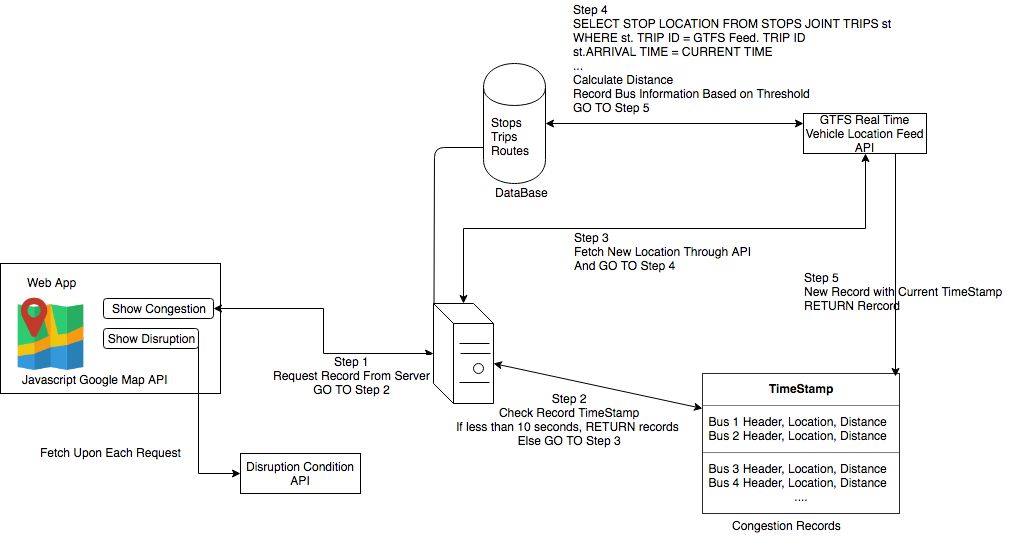 Step 4
SELECT STOP LOCATION FROM STOPS JOINT TRIPS st
WHERE st. TRIP ID = GTFS Feed. TRIP ID
st.ARRIVAL TIME = CURRENT TIME
...
Calculate Distance
Record Bus Information Based on Threshold
GO TO Step 5
Stops
Trips
Routes
DataBase
GTFS Real Time
Vehicle Location Feed
API
Step 3
Fetch New Location Through API
And GO TO Step 4
Step 5
New Record with Current TimeStamp
RETURN Rercord
Web App
Show Congestion
Show Disruption
Javascript Google Map API
Step 1
Request Record From Server
GO TO Step 2
Step 2
Check Record TimeStamp
If less than 10 seconds, RETURN records
Else GO TO Step 3
Fetch Upon Each Request
Disruption Condition
API
TimeStamp
Bus 1 Header, Location, Distance
Bus 2 Header, Location, Distance
Bus 3 Header, Location, Distance
Bus 4 Header, Location, Distance
....
Congestion Records